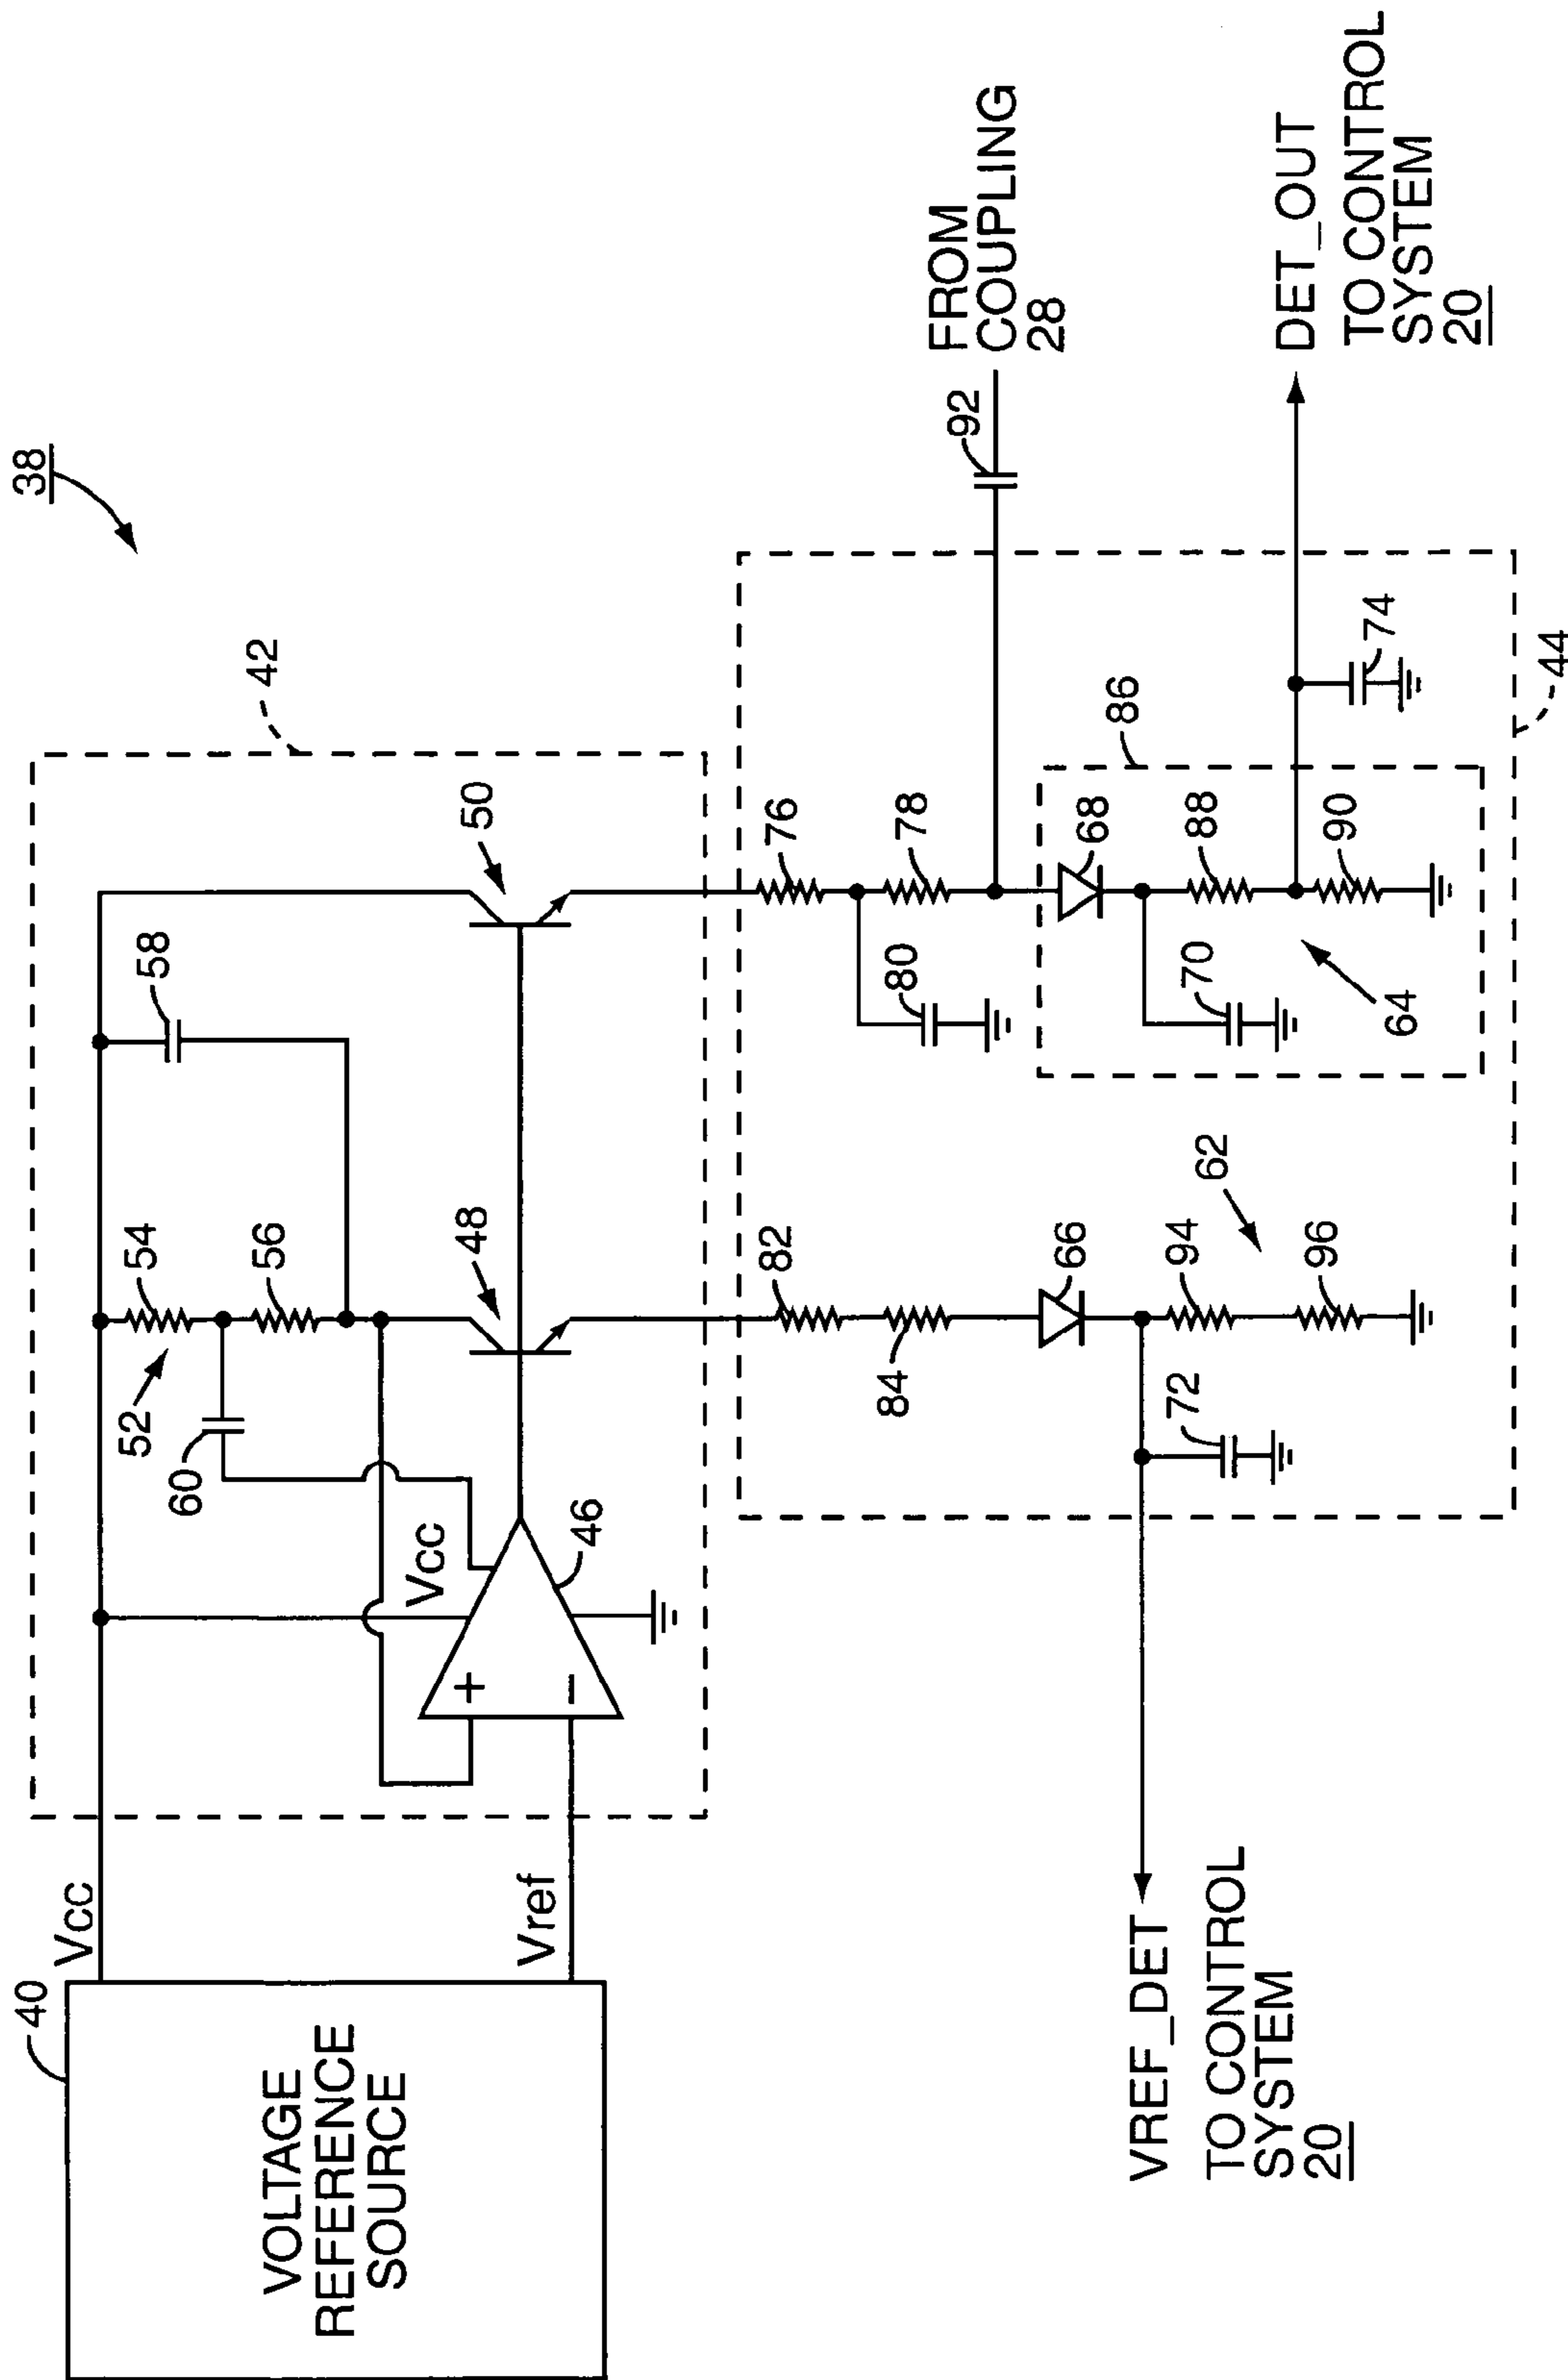 38
40
VOLTAGE
REFERENCE
SOURCE
Vcc
Vref
42
52
54
56
58
60
Vcc
+
−
46
48
50
44
76
78
80
82
84
86
66
68
70
72
74
88
90
94
96
62
64
92
FROM
COUPLING
28
DET_OUT
TO CONTROL
SYSTEM
20
VREF_DET
TO CONTROL
SYSTEM
20